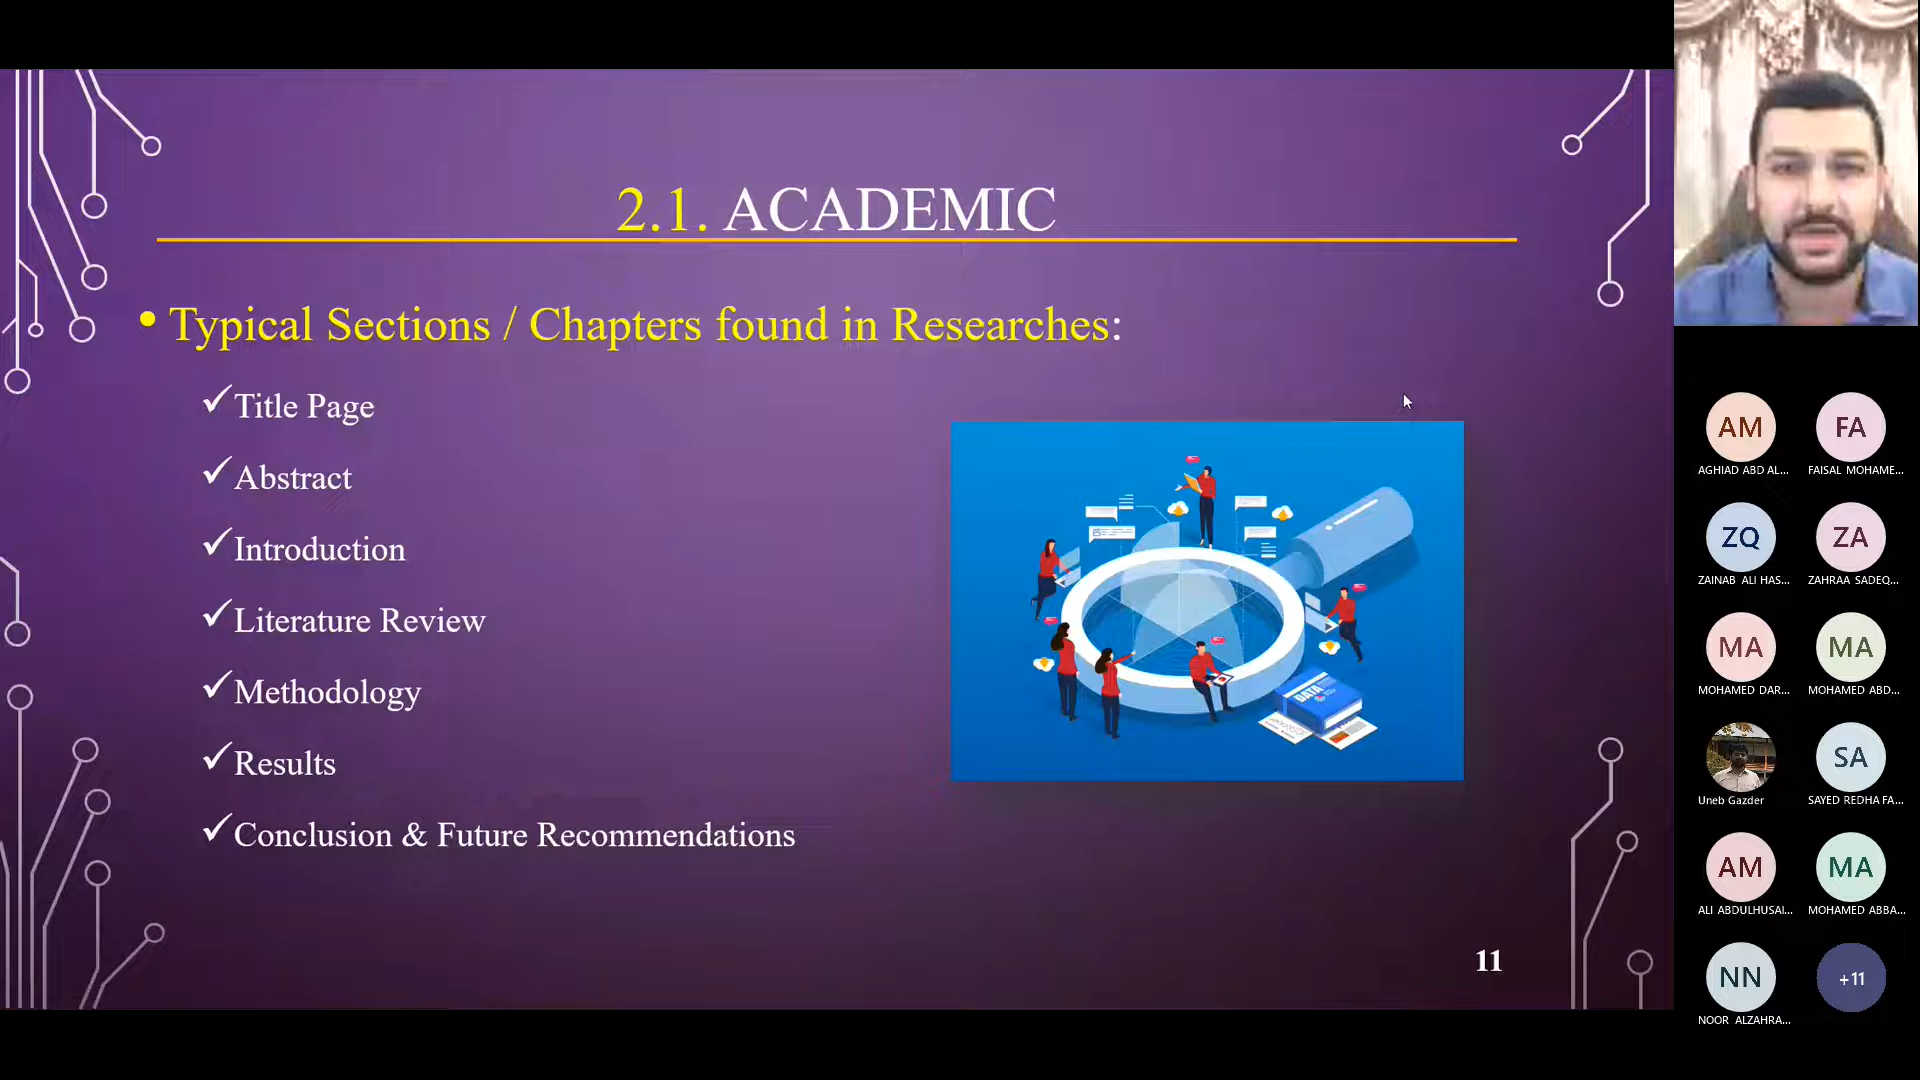 2.1. ACADEMIC
• Typical Sections / Chapters found in Researches:
✓Title Page
✓Abstract
✓Introduction
✓Literature Review
✓Methodology
✓Results
✓Conclusion & Future Recommendations
DATA
11
AM
FA
AGHIAD ABD AL...
FAISAL MOHAME...
ZQ
ZA
ZAINAB ALI HAS...
ZAHRAA SADEQ...
MA
MA
MOHAMED DAR...
MOHAMED ABD...
SA
Uneb Gazder
SAYED REDHA FA...
AM
MA
ALI ABDULHUSAI...
MOHAMED ABBA...
NN
+11
NOOR ALZAHRA...